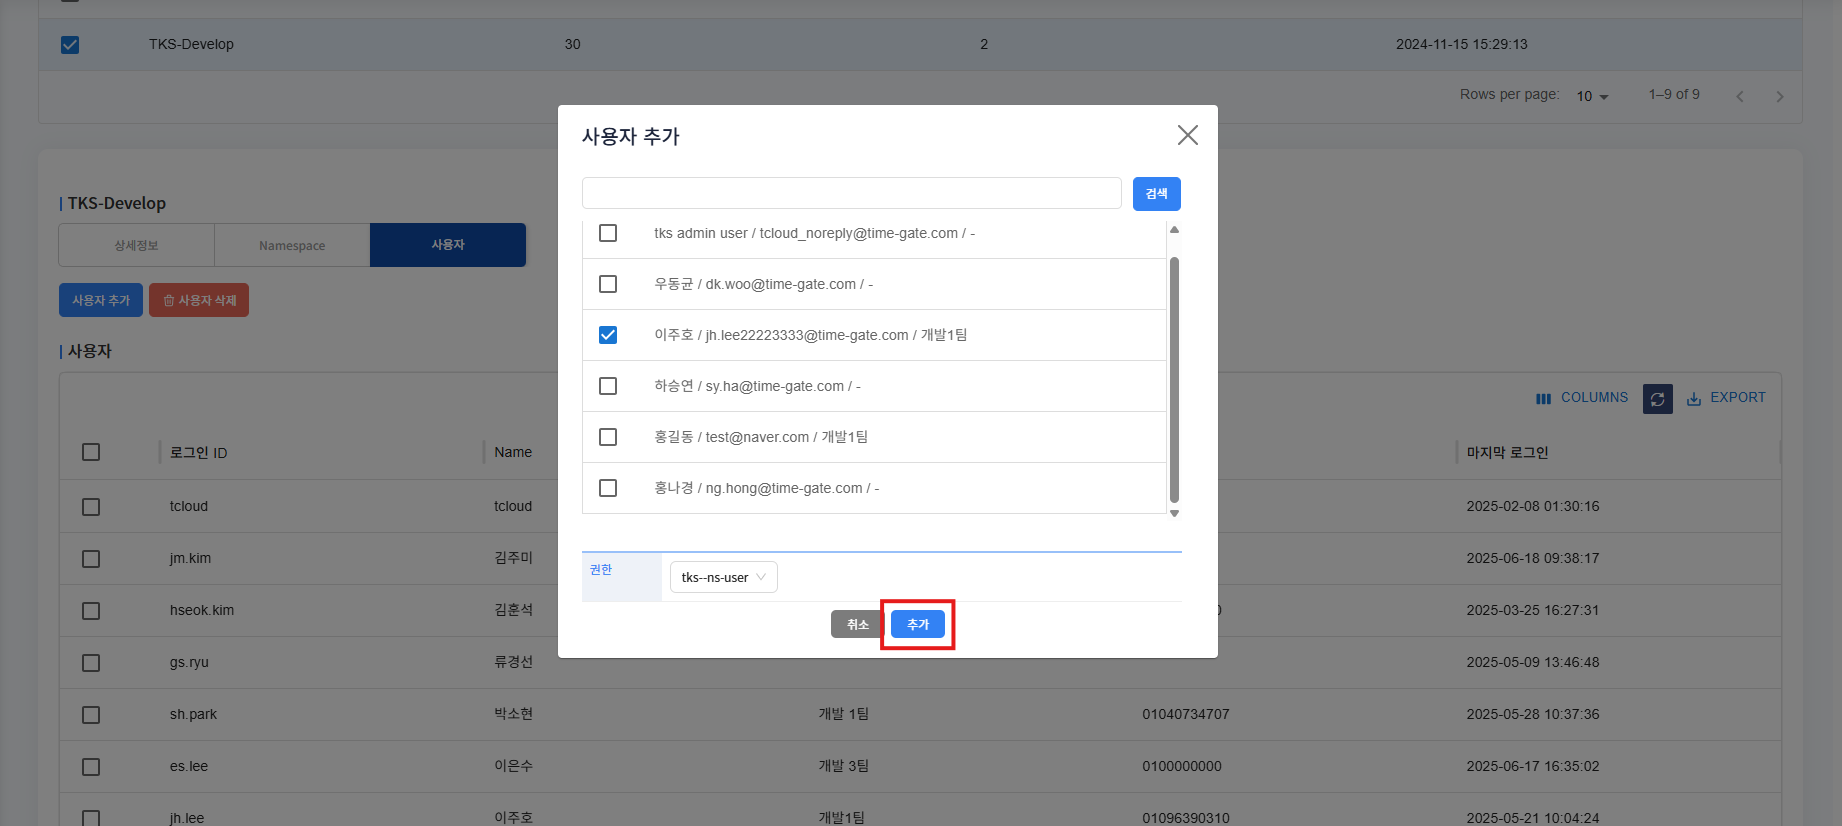 TKS-Develop 30 2 2024-11-15 15:29:13
Rows per page: 10 1–9 of 9
사용자 추가
검색
tks admin user / tcloud_noreply@time-gate.com / -
우동균 / dk.woo@time-gate.com / -
이주호 / jh.lee22223333@time-gate.com / 개발1팀
하승연 / sy.ha@time-gate.com / -
홍길동 / test@naver.com / 개발1팀
홍나경 / ng.hong@time-gate.com / -
권한 tks--ns-user
취소 추가
TKS-Develop
상세정보 Namespace 사용자
사용자 추가 사용자 삭제
사용자
COLUMNS EXPORT
로그인 ID Name 마지막 로그인
tcloud tcloud 2025-02-08 01:30:16
jm.kim 김주미 2025-06-18 09:38:17
hseok.kim 김훈석 0 2025-03-25 16:27:31
gs.ryu 류경선 2025-05-09 13:46:48
sh.park 박소현 개발 1팀 01040734707 2025-05-28 10:37:36
es.lee 이은수 개발 3팀 0100000000 2025-06-17 16:35:02
jh.lee 이주호 개발1팀 01096390310 2025-05-21 10:04:24